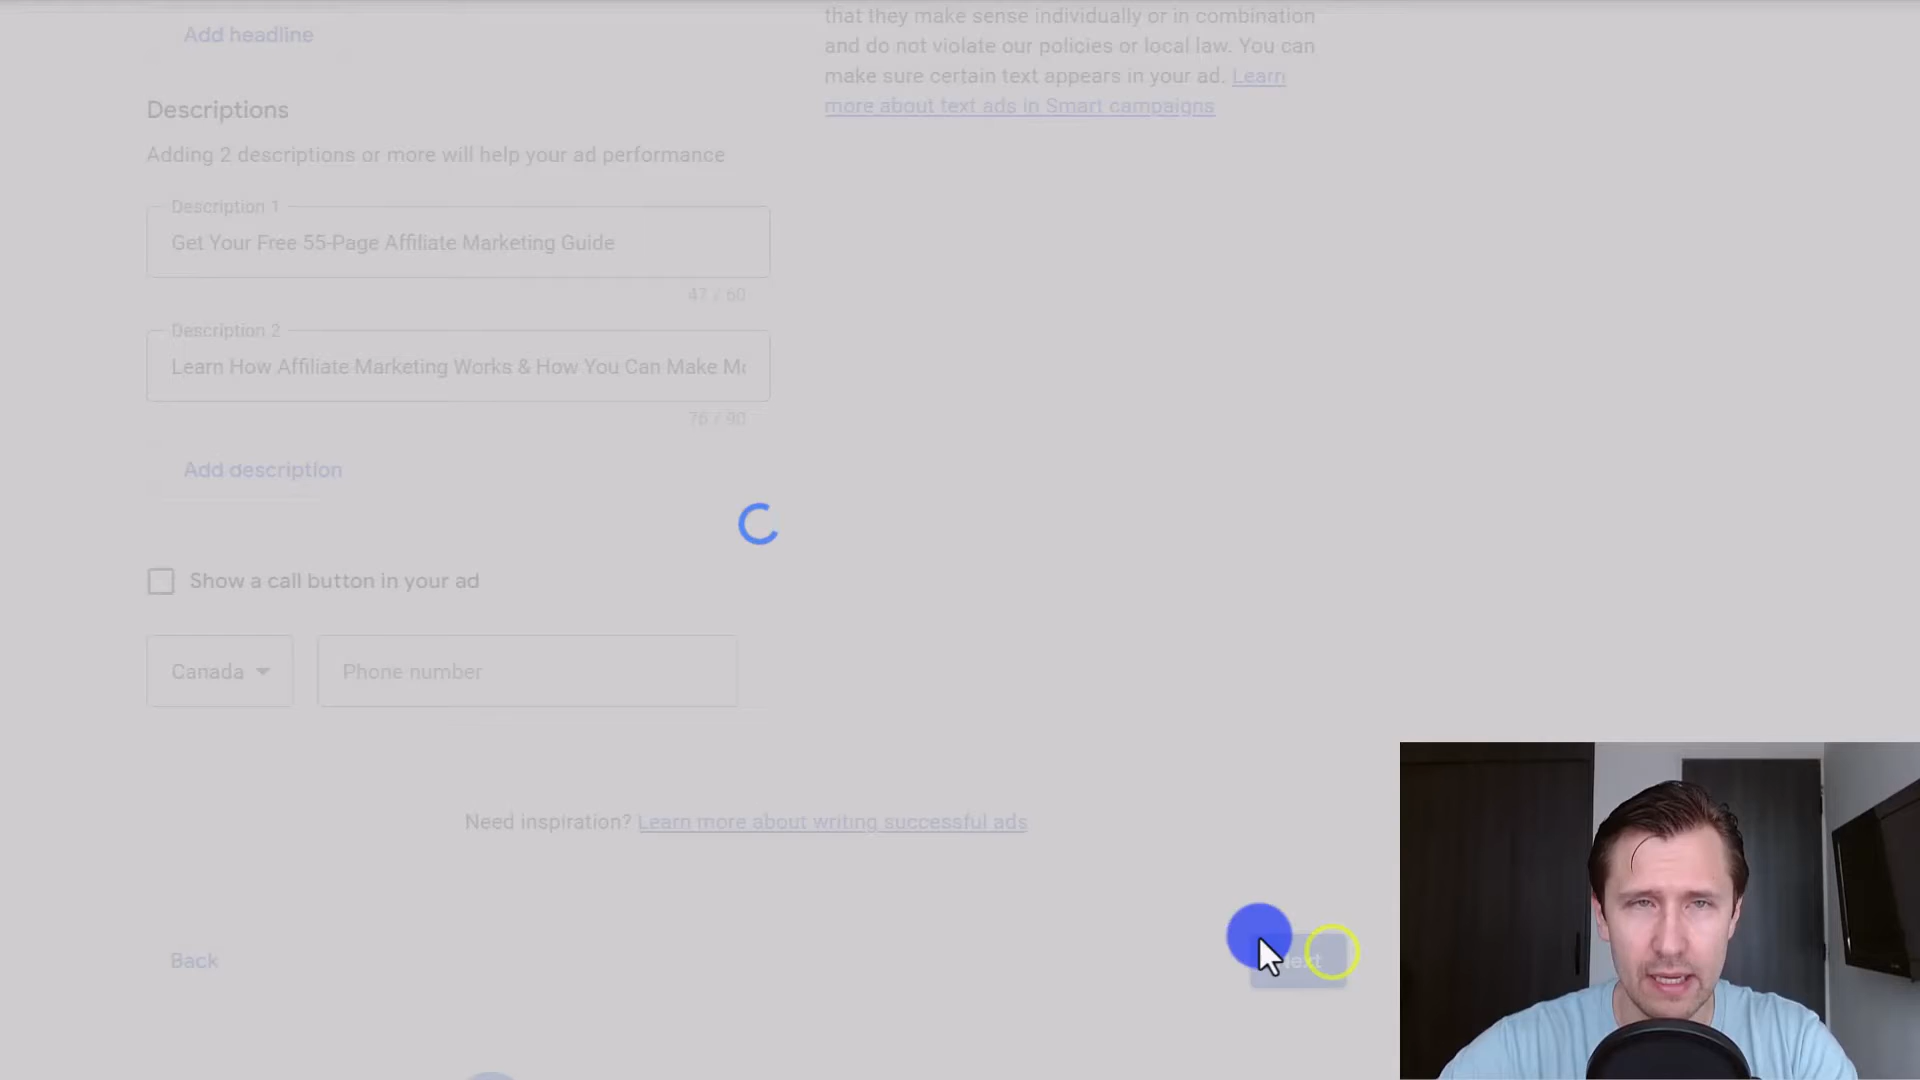 that they make sense individually or in combination
Add headline
and do not violate our policies or local law. You can
make sure certain text appears in your ad. Learn
more about text ads in Smart campaigns
Descriptions
Adding 2 descriptions or more will help your ad performance
Description 1
Get Your Free 55-Page Affiliate Marketing Guide
47 / 60
Description 2
Learn How Affiliate Marketing Works & How You Can Make
76 / 90
Add description
Show a call button in your ad
Canada
Phone number
Need inspiration? Learn more about writing successful ads
Back
Next